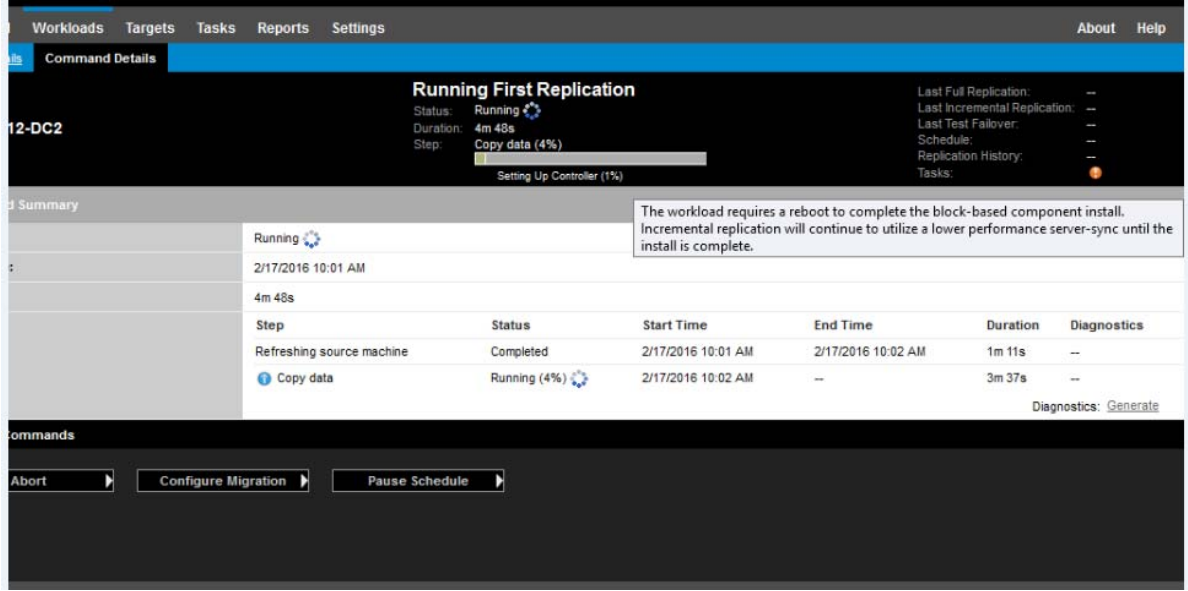 Workloads Targets Tasks Reports Settings About Help
Command Details
12-DC2
Running First Replication
Status: Running
Duration: 4m 48s
Step: Copy data (4%)
Setting Up Controller (1%)
Last Full Replication: --
Last Incremental Replication: --
Last Test Failover: --
Schedule: --
Replication History: --
Tasks:
Summary
The workload requires a reboot to complete the block-based component install.
Incremental replication will continue to utilize a lower performance server-sync until the
install is complete.
Running
2/17/2016 10:01 AM
4m 48s
Step Status Start Time End Time Duration Diagnostics
Refreshing source machine Completed 2/17/2016 10:01 AM 2/17/2016 10:02 AM 1m 11s --
Copy data Running (4%) 2/17/2016 10:02 AM -- 3m 37s --
Diagnostics: Generate
Commands
Abort Configure Migration Pause Schedule